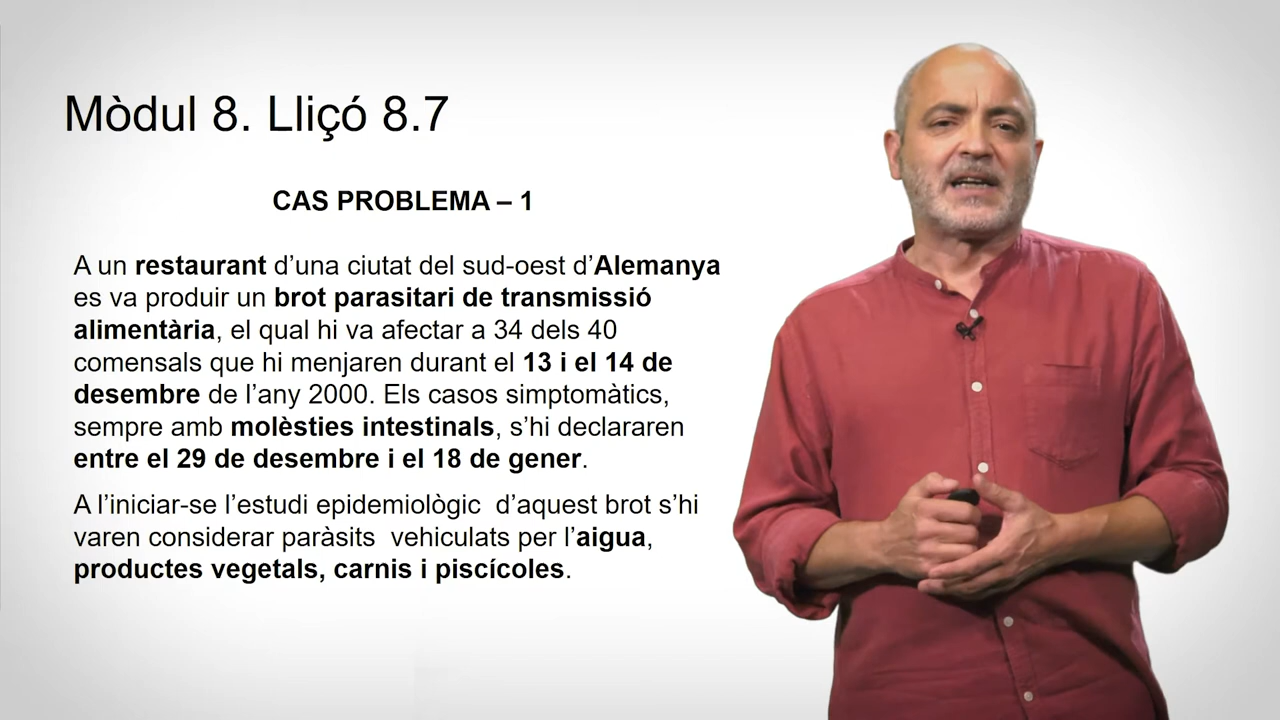 Mòdul 8. Lliçó 8.7
CAS PROBLEMA – 1
A un restaurant d’una ciutat del sud-oest d’Alemanya
es va produir un brot parasitari de transmissió
alimentària, el qual hi va afectar a 34 dels 40
comensals que hi menjaren durant el 13 i el 14 de
desembre de l’any 2000. Els casos simptomàtics,
sempre amb molèsties intestinals, s’hi declararen
entre el 29 de desembre i el 18 de gener.
A l’iniciar-se l’estudi epidemiològic  d’aquest brot s’hi
varen considerar paràsits  vehiculats per l’aigua,
productes vegetals, carnis i piscícoles.